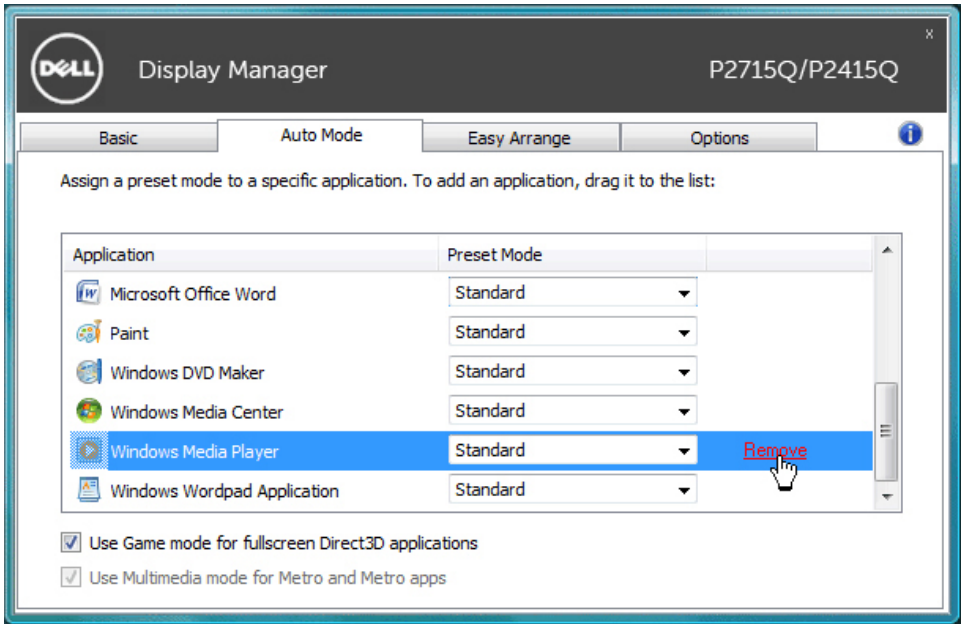 DELL Display Manager P2715Q/P2415Q x
Basic Auto Mode Easy Arrange Options i
Assign a preset mode to a specific application. To add an application, drag it to the list:
Application Preset Mode
W Microsoft Office Word Standard
Paint Standard
Windows DVD Maker Standard
Windows Media Center Standard
Windows Media Player Standard Remove
Windows Wordpad Application Standard
Use Game mode for fullscreen Direct3D applications
Use Multimedia mode for Metro and Metro apps